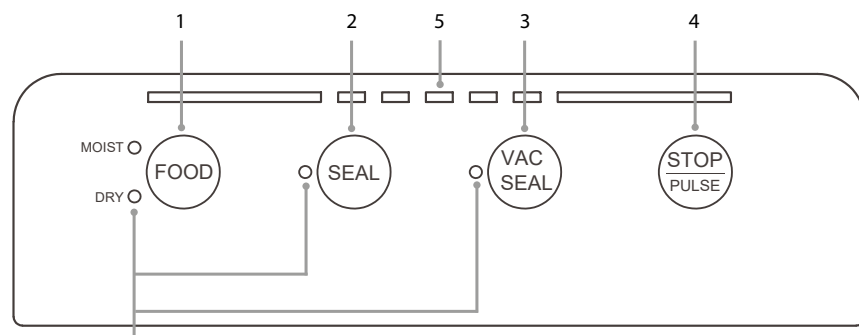 1 2 5 3 4
MOIST
FOOD
DRY
SEAL
VAC
SEAL
STOP
PULSE